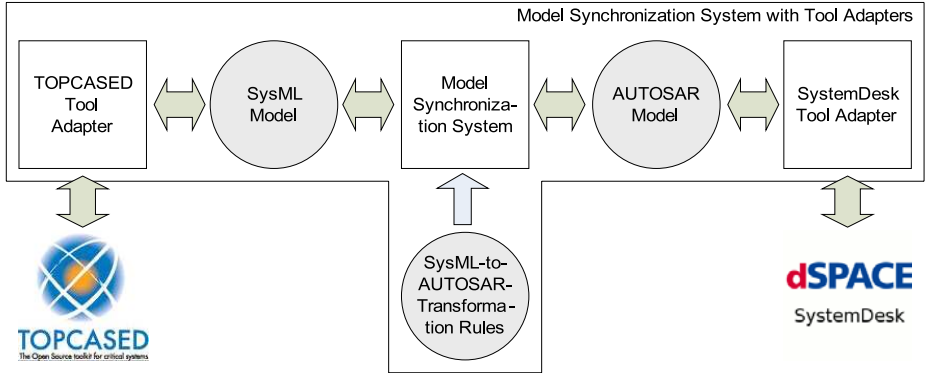 Model Synchronization System with Tool Adapters
TOPCASED
Tool
Adapter
SysML
Model
Model
Synchroniza-
tion System
AUTOSAR
Model
SystemDesk
Tool Adapter
SysML-to-
AUTOSAR-
Transforma-
tion Rules
TOPCASED
The Open Source toolkit for critical systems
dSPACE
SystemDesk